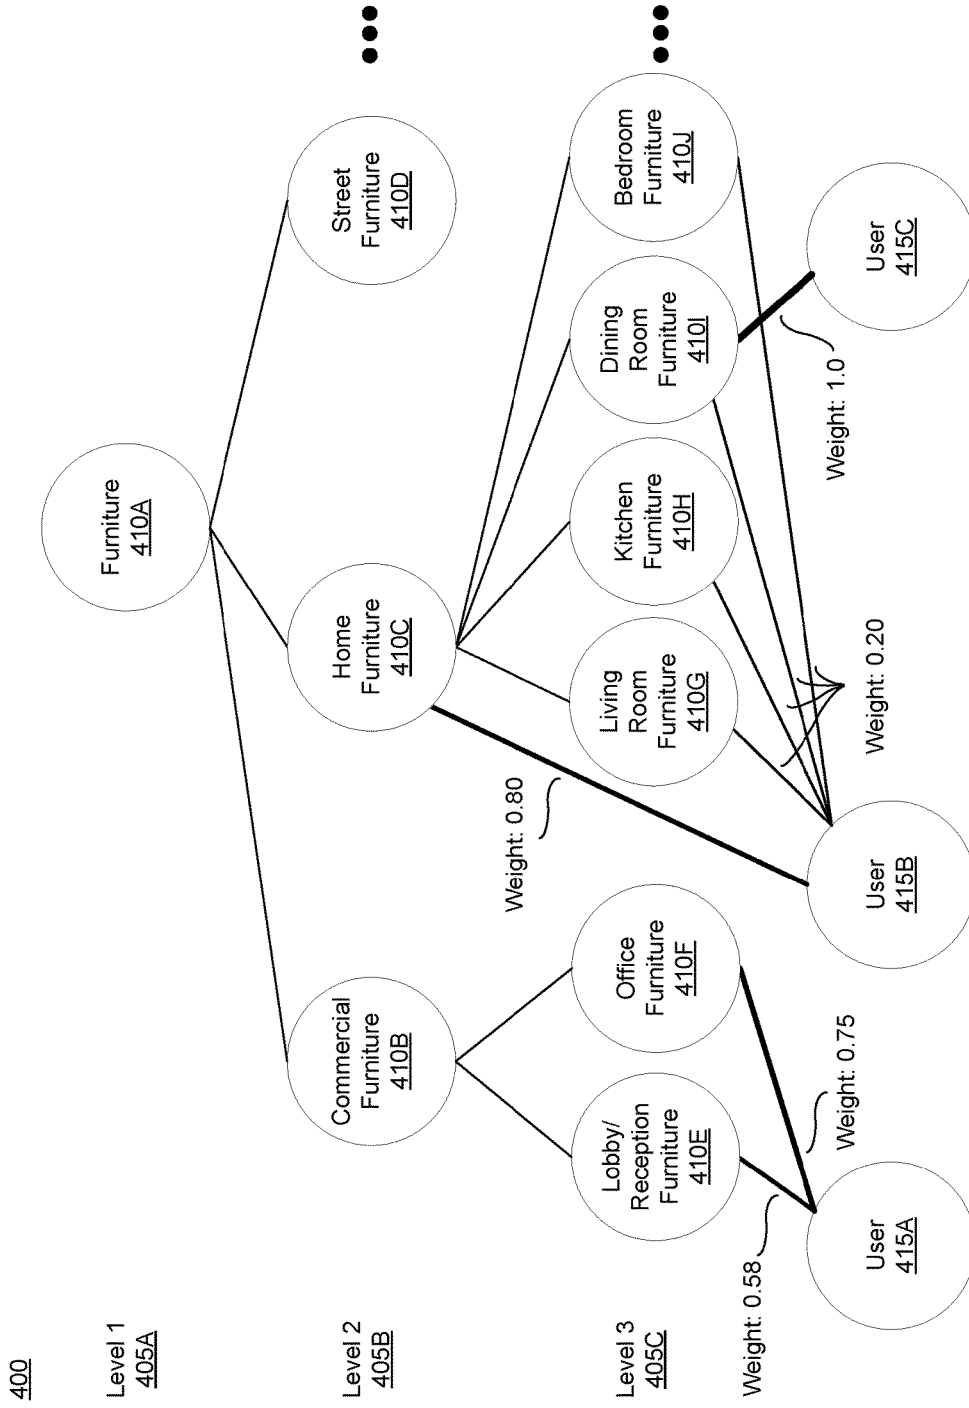 400
Level 1
405A
Furniture
410A
Level 2
405B
Commercial
Furniture
410B
Home
Furniture
410C
Street
Furniture
410D
Level 3
405C
Lobby/
Reception
Furniture
410E
Office
Furniture
410F
Living
Room
Furniture
410G
Kitchen
Furniture
410H
Dining
Room
Furniture
410I
Bedroom
Furniture
410J
Weight: 0.80
Weight: 0.58
Weight: 0.75
Weight: 0.20
Weight: 1.0
User
415A
User
415B
User
415C